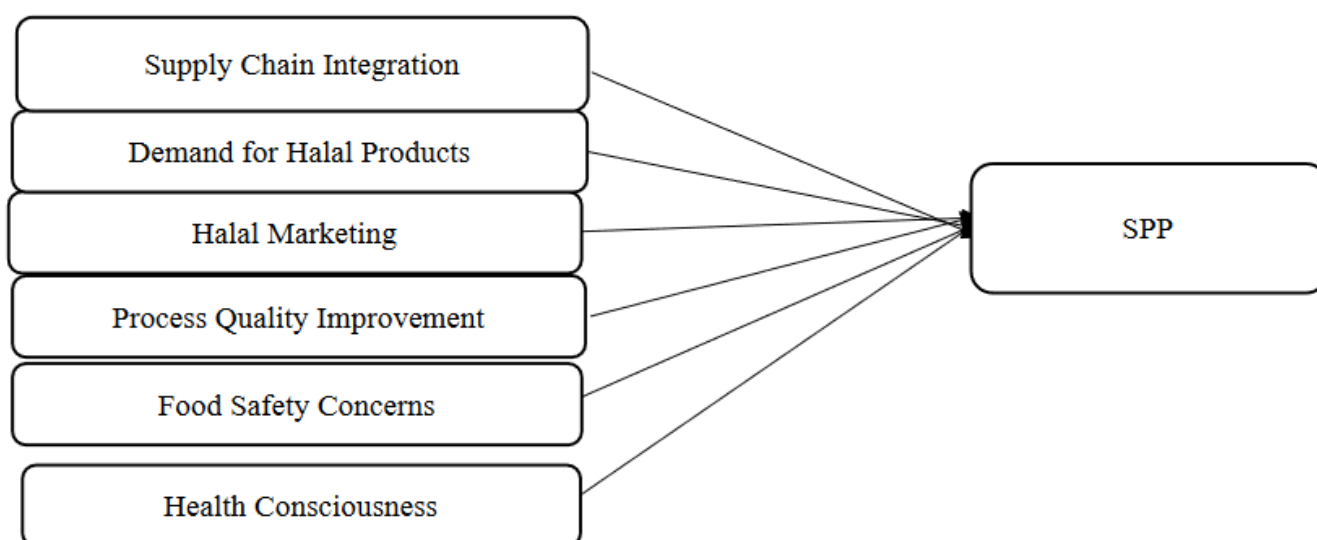 Supply Chain Integration
Demand for Halal Products
Halal Marketing
Process Quality Improvement
Food Safety Concerns
Health Consciousness
SPP